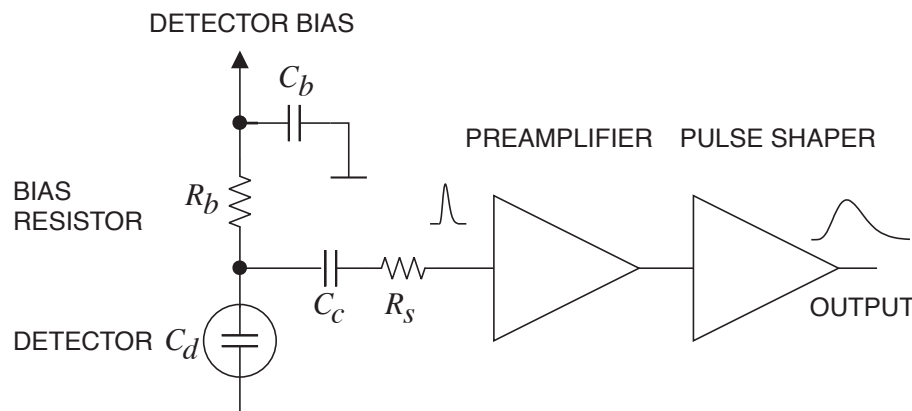 DETECTOR BIAS
C_b
PREAMPLIFIER
PULSE SHAPER
BIAS
RESISTOR
R_b
C_c
R_s
OUTPUT
DETECTOR
C_d